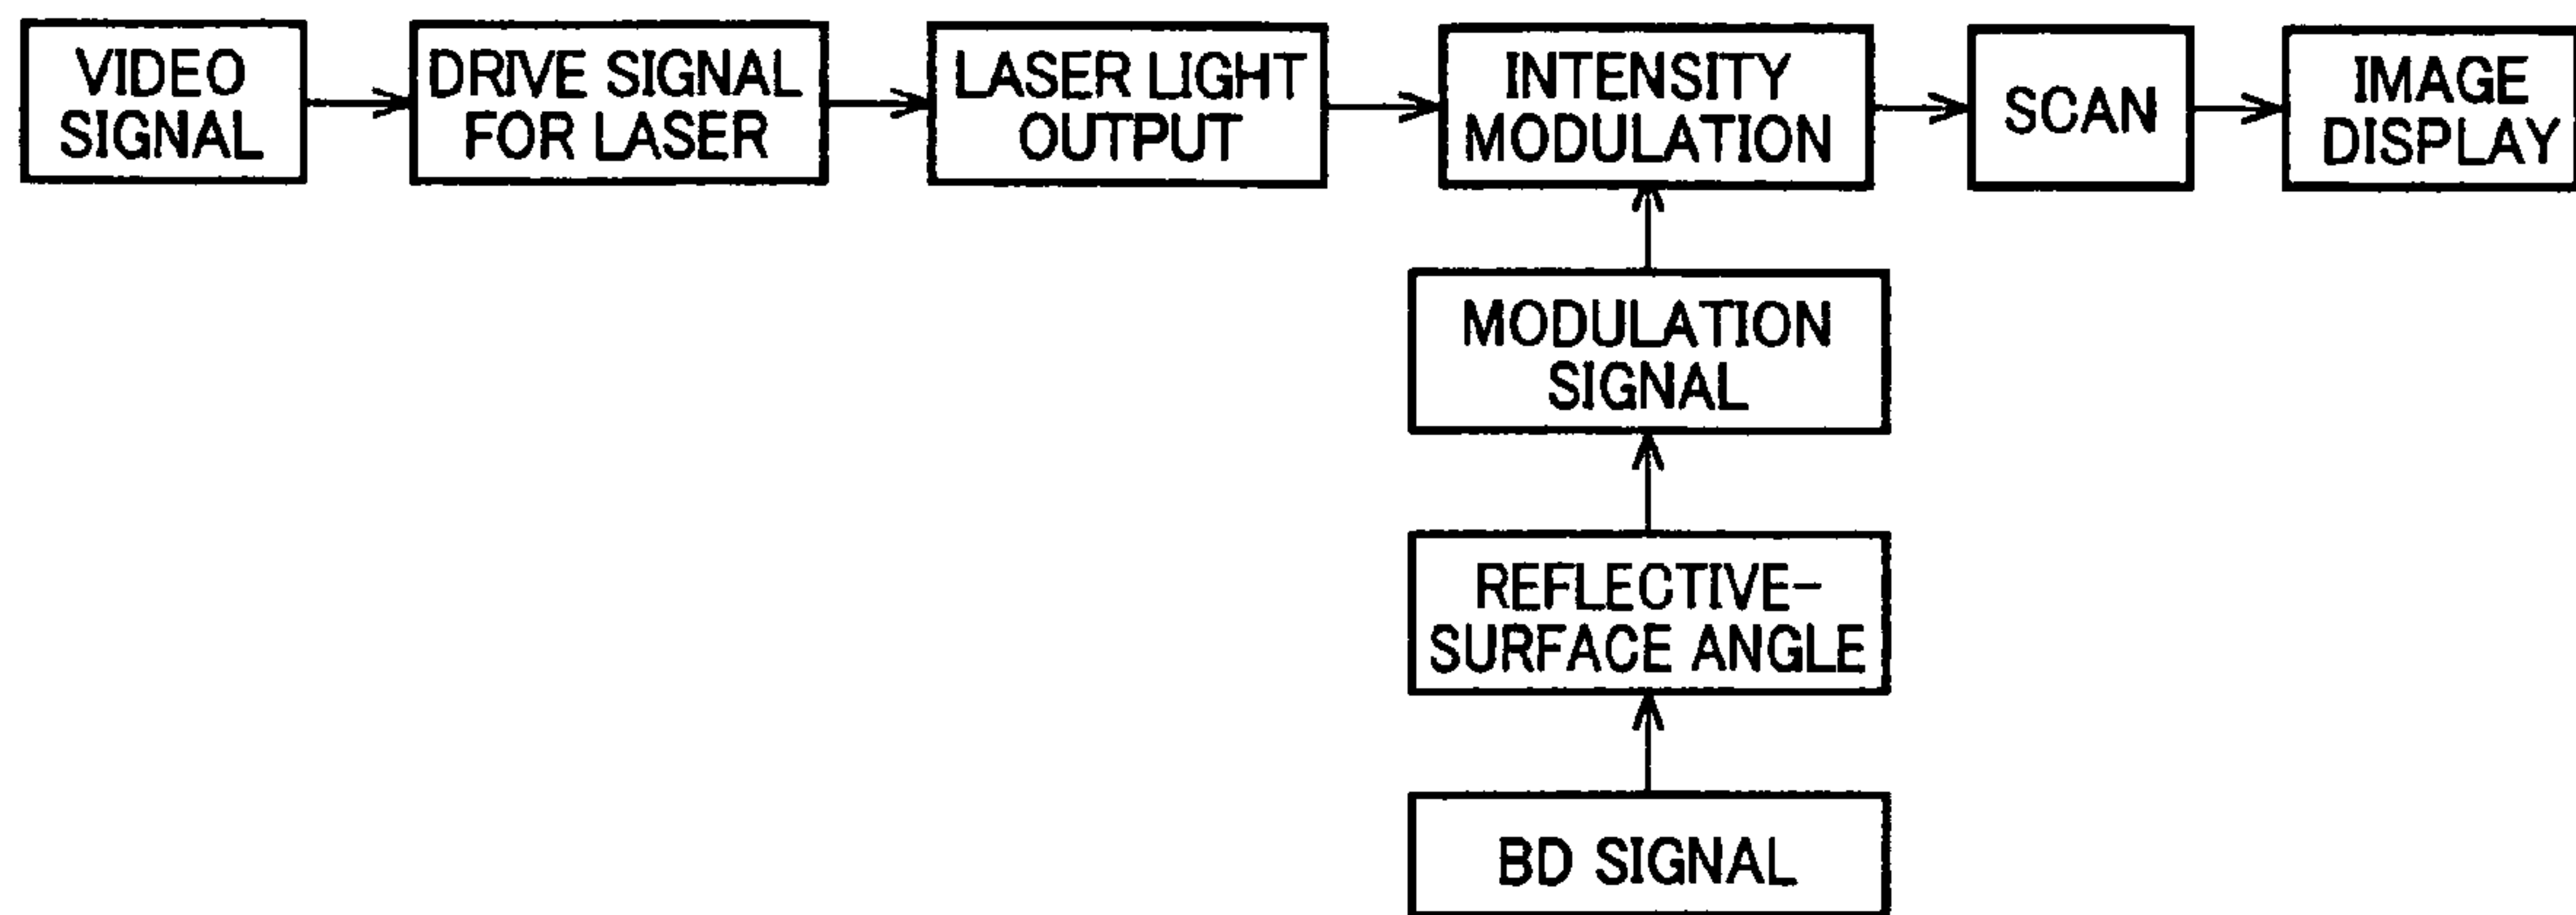 VIDEO
SIGNAL
DRIVE SIGNAL
FOR LASER
LASER LIGHT
OUTPUT
INTENSITY
MODULATION
SCAN
IMAGE
DISPLAY
MODULATION
SIGNAL
REFLECTIVE-
SURFACE ANGLE
BD SIGNAL